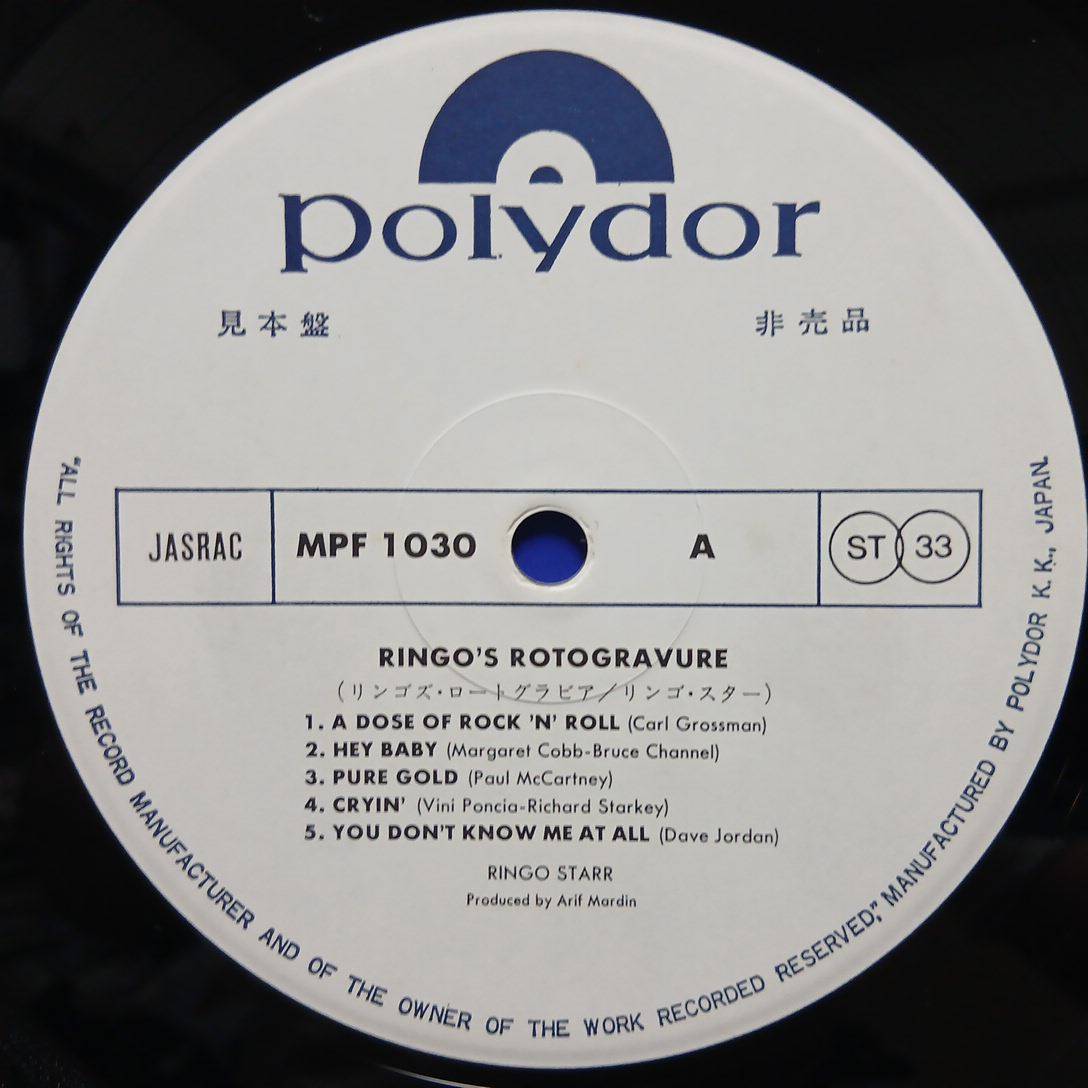 polydor
見本盤
非売品
JASRAC
MPF 1030
A
ST 33
RINGO'S ROTOGRAVURE
(リンゴズ・ロートグラビア/リンゴ・スター)
1. A DOSE OF ROCK 'N' ROLL (Carl Grossman)
2. HEY BABY (Margaret Cobb-Bruce Channel)
3. PURE GOLD (Paul McCartney)
4. CRYIN' (Vini Poncia-Richard Starkey)
5. YOU DON'T KNOW ME AT ALL (Dave Jordan)
RINGO STARR
Produced by Arif Mardin
"ALL RIGHTS OF THE RECORD MANUFACTURER AND OF THE OWNER OF THE WORK RECORDED RESERVED," MANUFACTURED BY POLYDOR K.K., JAPAN.